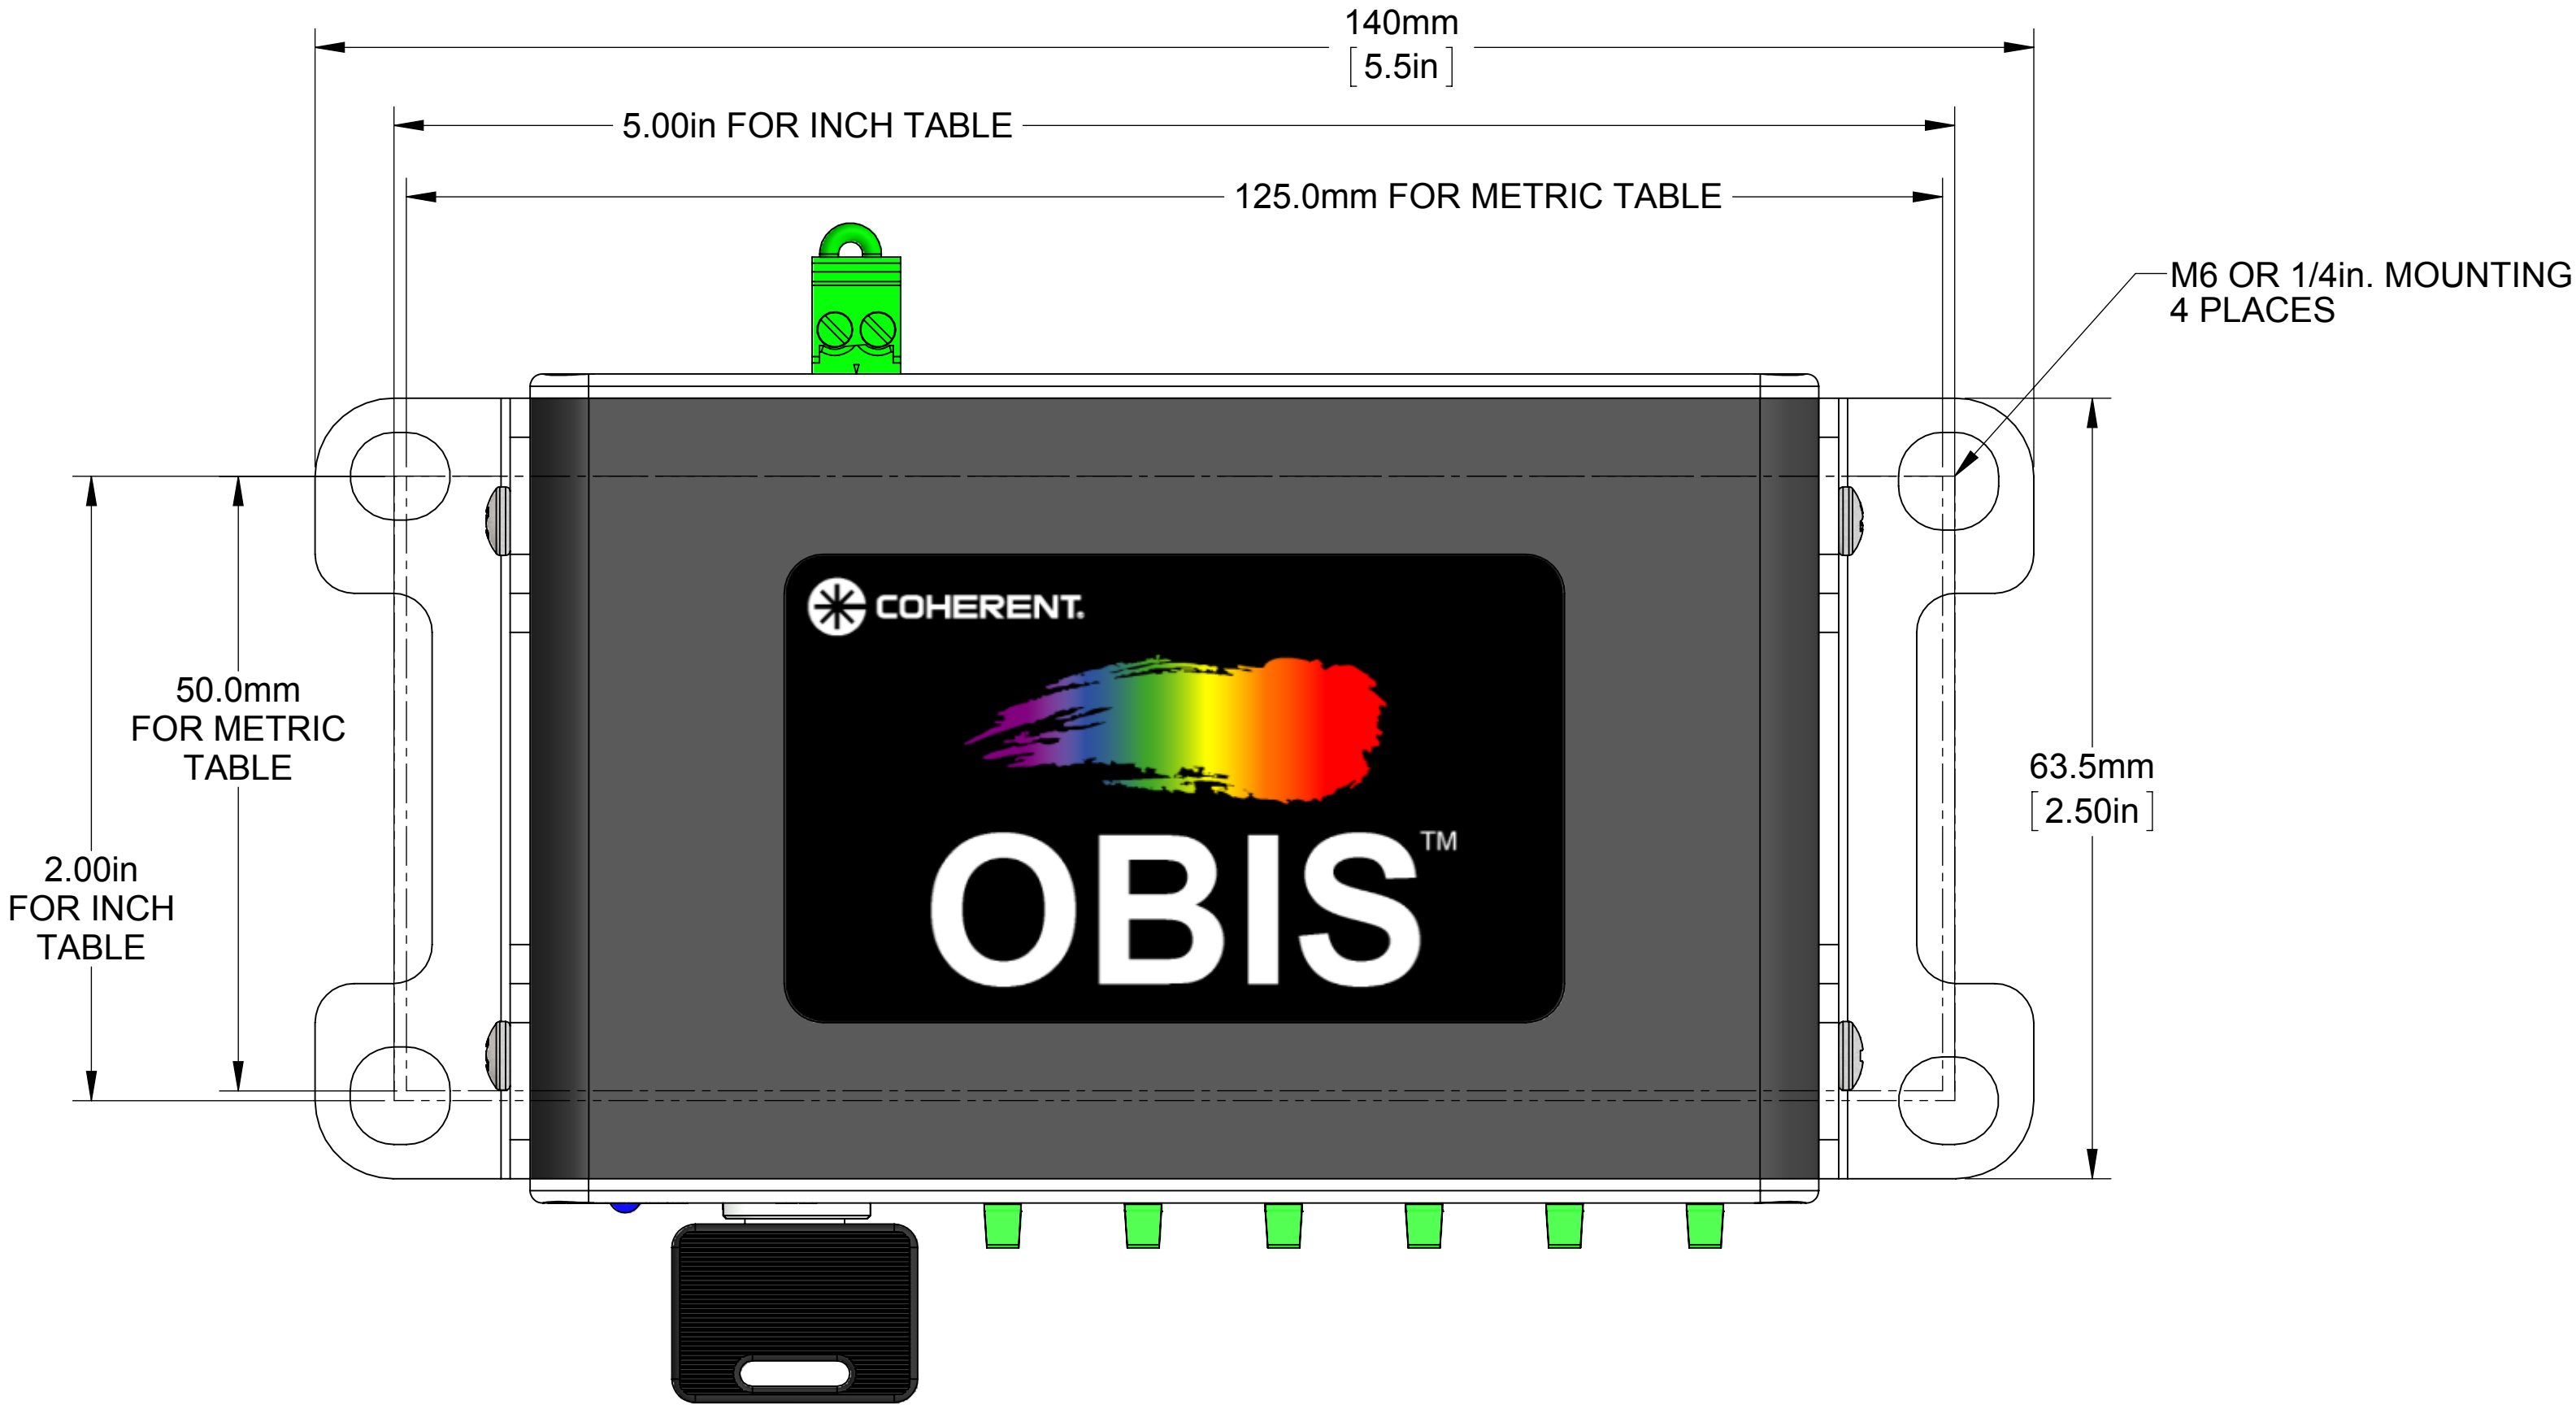 140mm
[5.5in]
5.00in FOR INCH TABLE
125.0mm FOR METRIC TABLE
M6 OR 1/4in. MOUNTING
4 PLACES
COHERENT®
50.0mm
FOR METRIC
TABLE
63.5mm
[2.50in]
2.00in
FOR INCH
TABLE
OBIS™